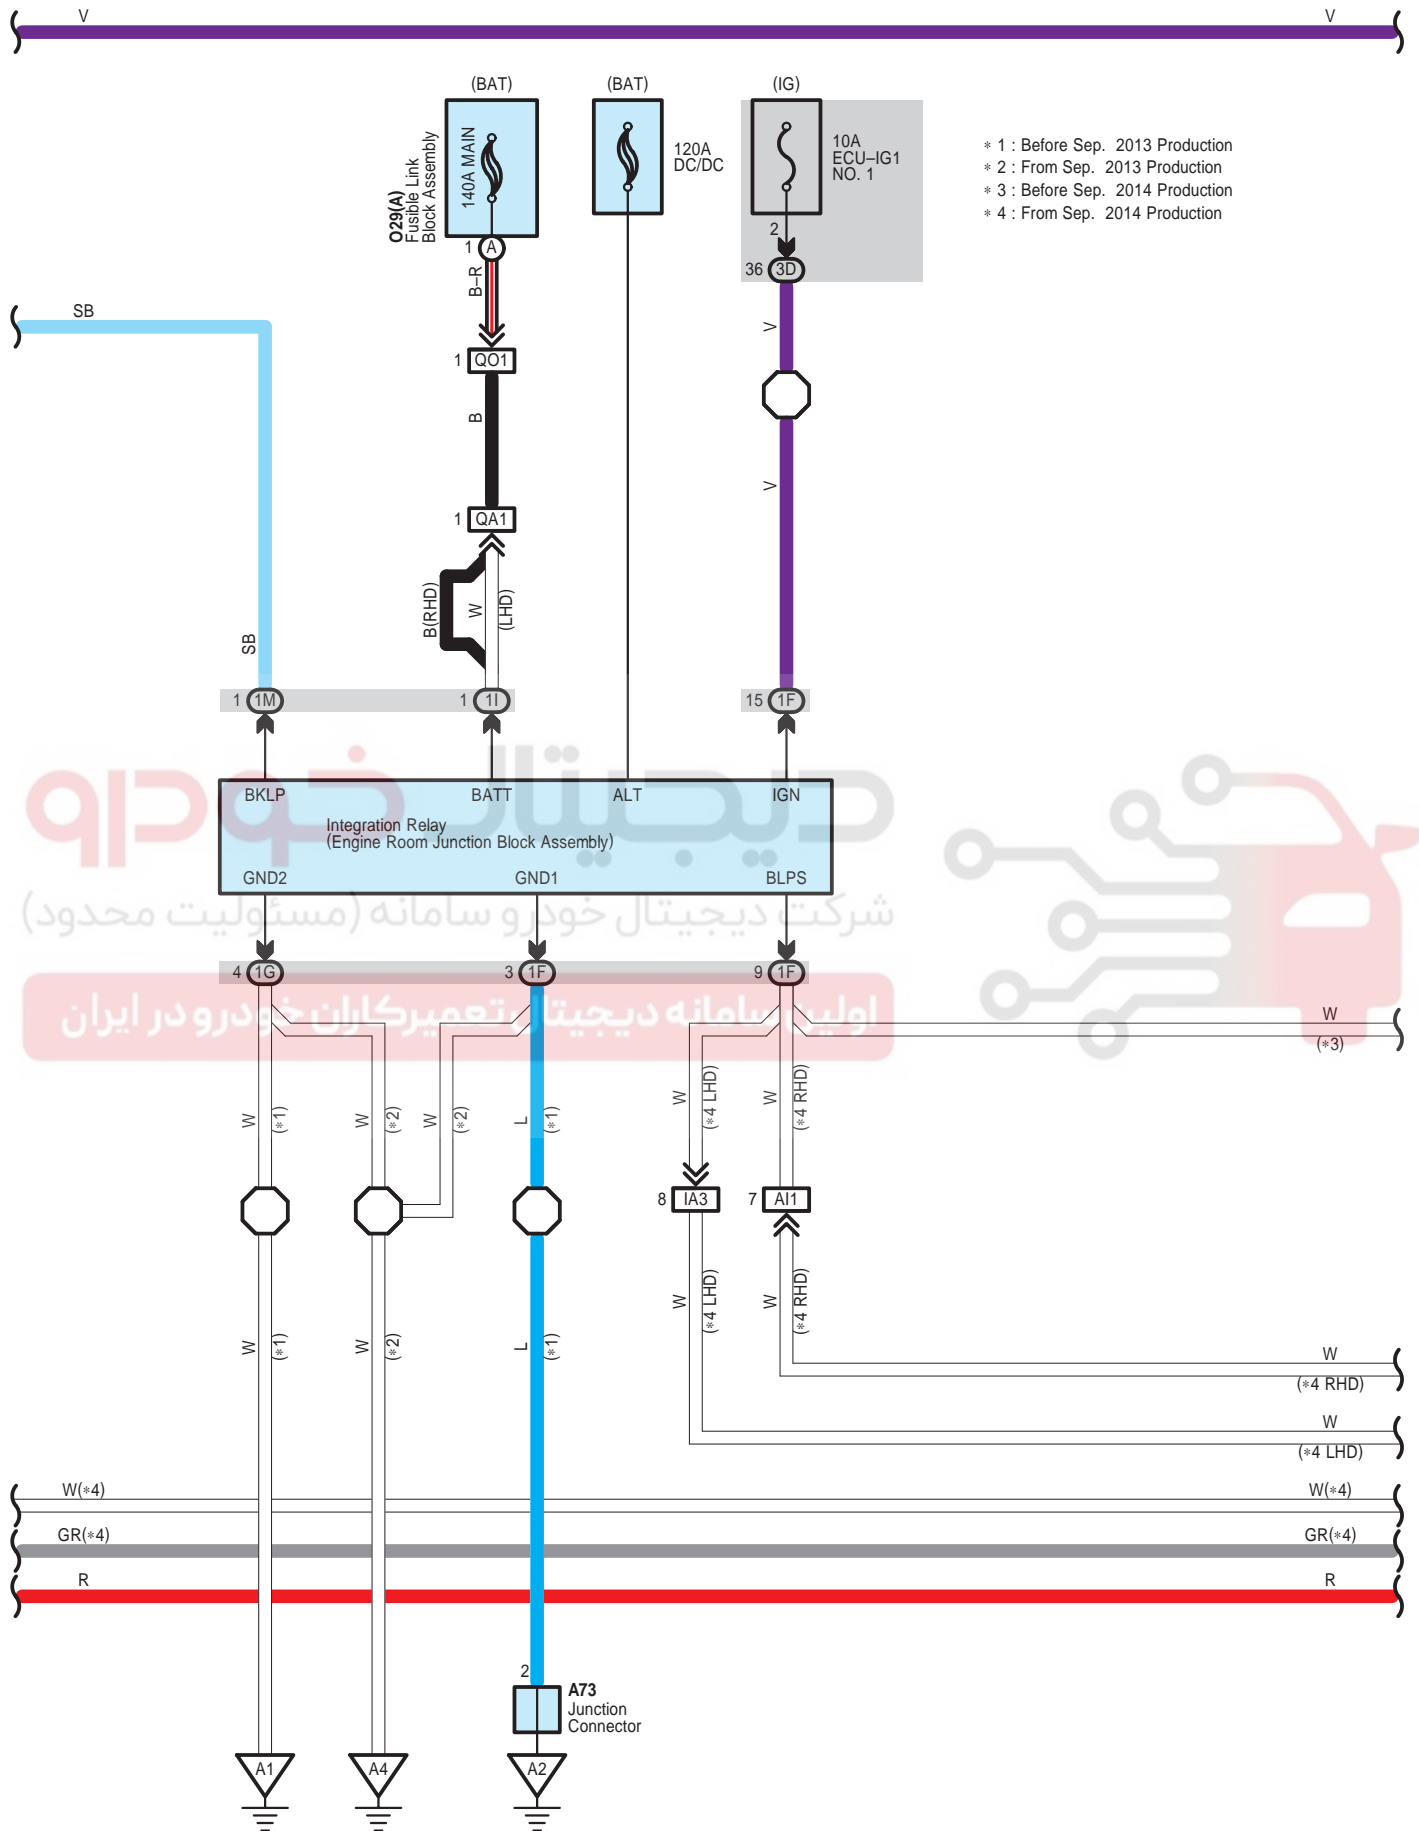 V
V
(BAT)
(BAT)
(IG)
O29(A)
Fusible Link
Block Assembly
140A MAIN
120A
DC/DC
10A
ECU–IG1
NO. 1
∗ 1 : Before Sep. 2013 Production
∗ 2 : From Sep. 2013 Production
∗ 3 : Before Sep. 2014 Production
∗ 4 : From Sep. 2014 Production
1
A
2
36
3D
B–R
V
SB
1
QO1
B
V
1
QA1
B(RHD)
W
(LHD)
SB
1
1M
1
1I
15
1F
دیجیتال خودرو
BKLP
BATT
ALT
IGN
Integration Relay
(Engine Room Junction Block Assembly)
GND2
GND1
BLPS
شرکت دیجیتال خودرو سامانه (مسئولیت محدود)
4
1G
3
1F
9
1F
اولین سامانه دیجیتال تعمیرکاران خودرو در ایران
W
(∗3)
W
(∗1)
W
(∗2)
W
(∗2)
L
(∗1)
W
(∗4 LHD)
W
(∗4 RHD)
8
IA3
7
AI1
W
(∗1)
W
(∗2)
L
(∗1)
W
(∗4 LHD)
W
(∗4 RHD)
W
(∗4 RHD)
W
(∗4 LHD)
W(∗4)
W(∗4)
GR(∗4)
GR(∗4)
R
R
2
A73
Junction
Connector
A1
A4
A2